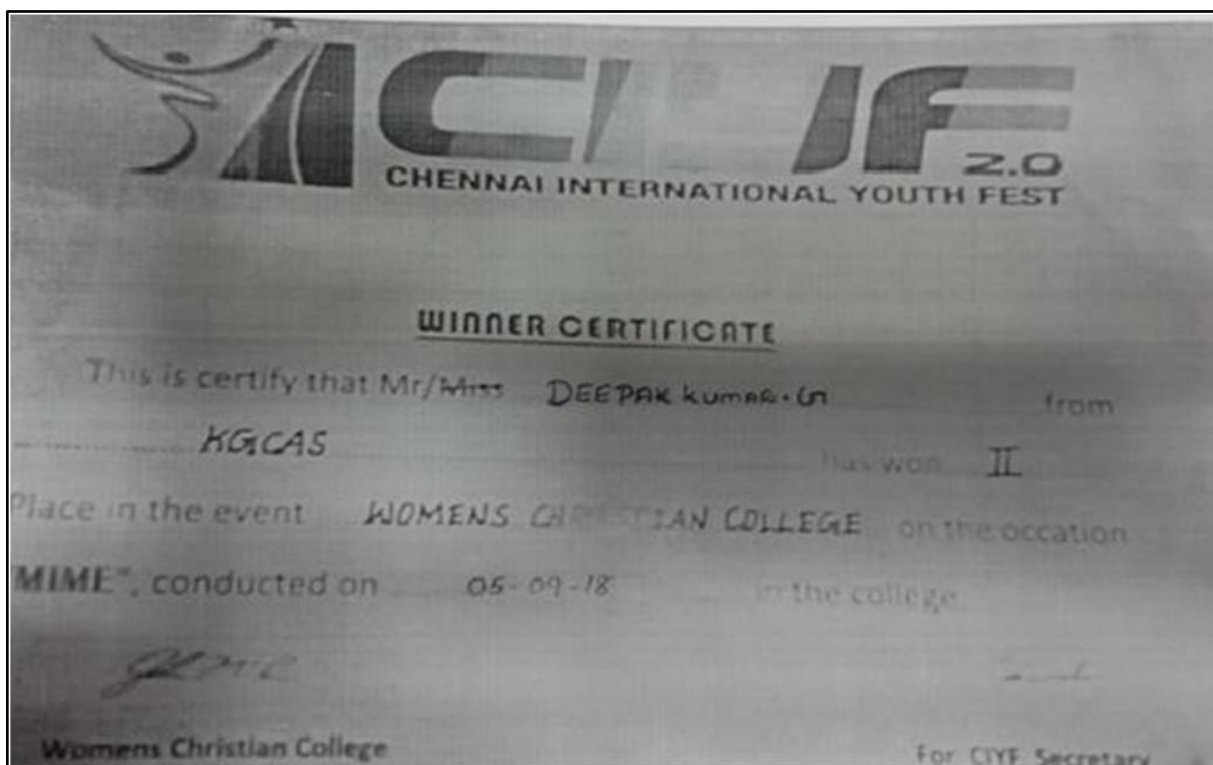 CIYF
2.0
CHENNAI INTERNATIONAL YOUTH FEST
WINNER CERTIFICATE
This is certify that Mr/Miss DEEPAK KUMAR. G from
KGCAS has won II
Place in the event WOMENS CHRISTIAN COLLEGE on the occation
"MIME", conducted on 05-09-18 in the college.
Womens Christian College For CIYF Secretary